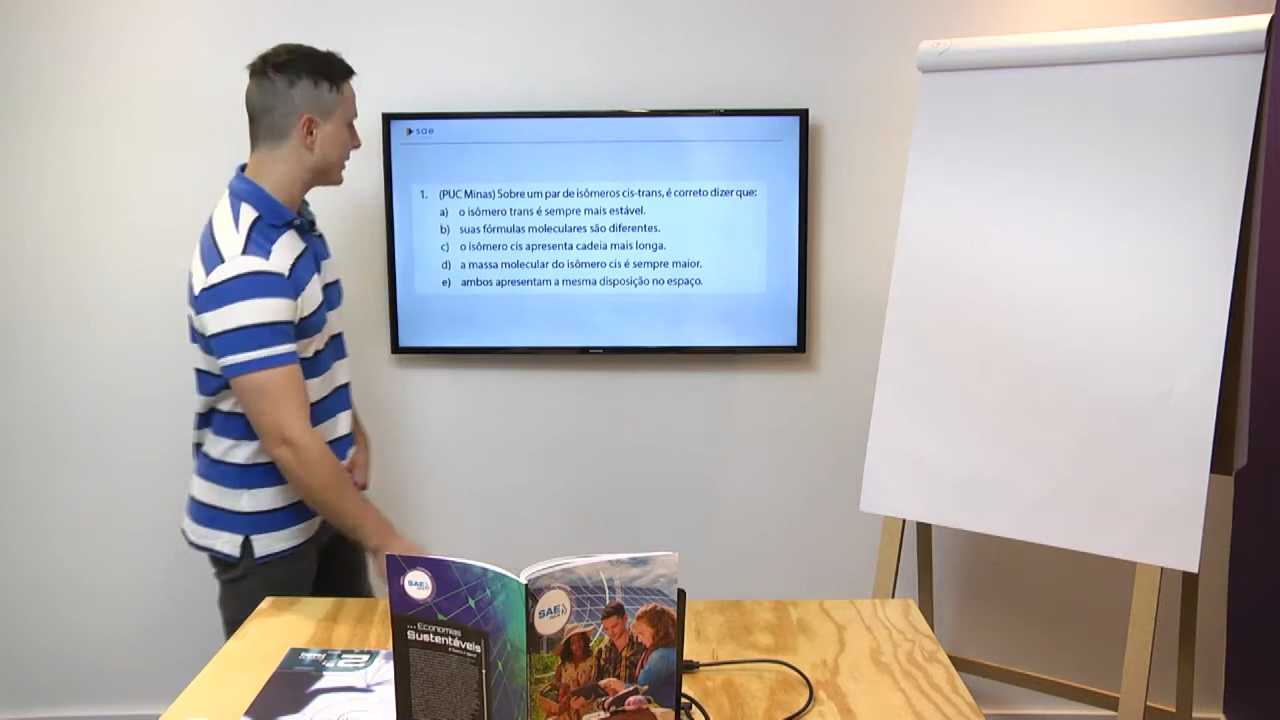 sae
1. (PUC Minas) Sobre um par de isômeros cis-trans, é correto dizer que:
a) o isômero trans é sempre mais estável.
b) suas fórmulas moleculares são diferentes.
c) o isômero cis apresenta cadeia mais longa.
d) a massa molecular do isômero cis é sempre maior.
e) ambos apresentam a mesma disposição no espaço.
SAE
SAE
... Economias
Sustentáveis